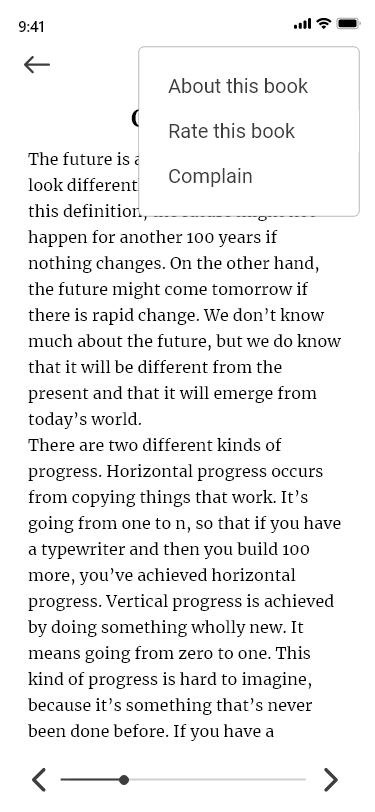 9:41
About this book
Rate this book
Complain
The future is a
look different
this definition,
happen for another 100 years if
nothing changes. On the other hand,
the future might come tomorrow if
there is rapid change. We don’t know
much about the future, but we do know
that it will be different from the
present and that it will emerge from
today’s world.
There are two different kinds of
progress. Horizontal progress occurs
from copying things that work. It’s
going from one to n, so that if you have
a typewriter and then you build 100
more, you’ve achieved horizontal
progress. Vertical progress is achieved
by doing something wholly new. It
means going from zero to one. This
kind of progress is hard to imagine,
because it’s something that’s never
been done before. If you have a